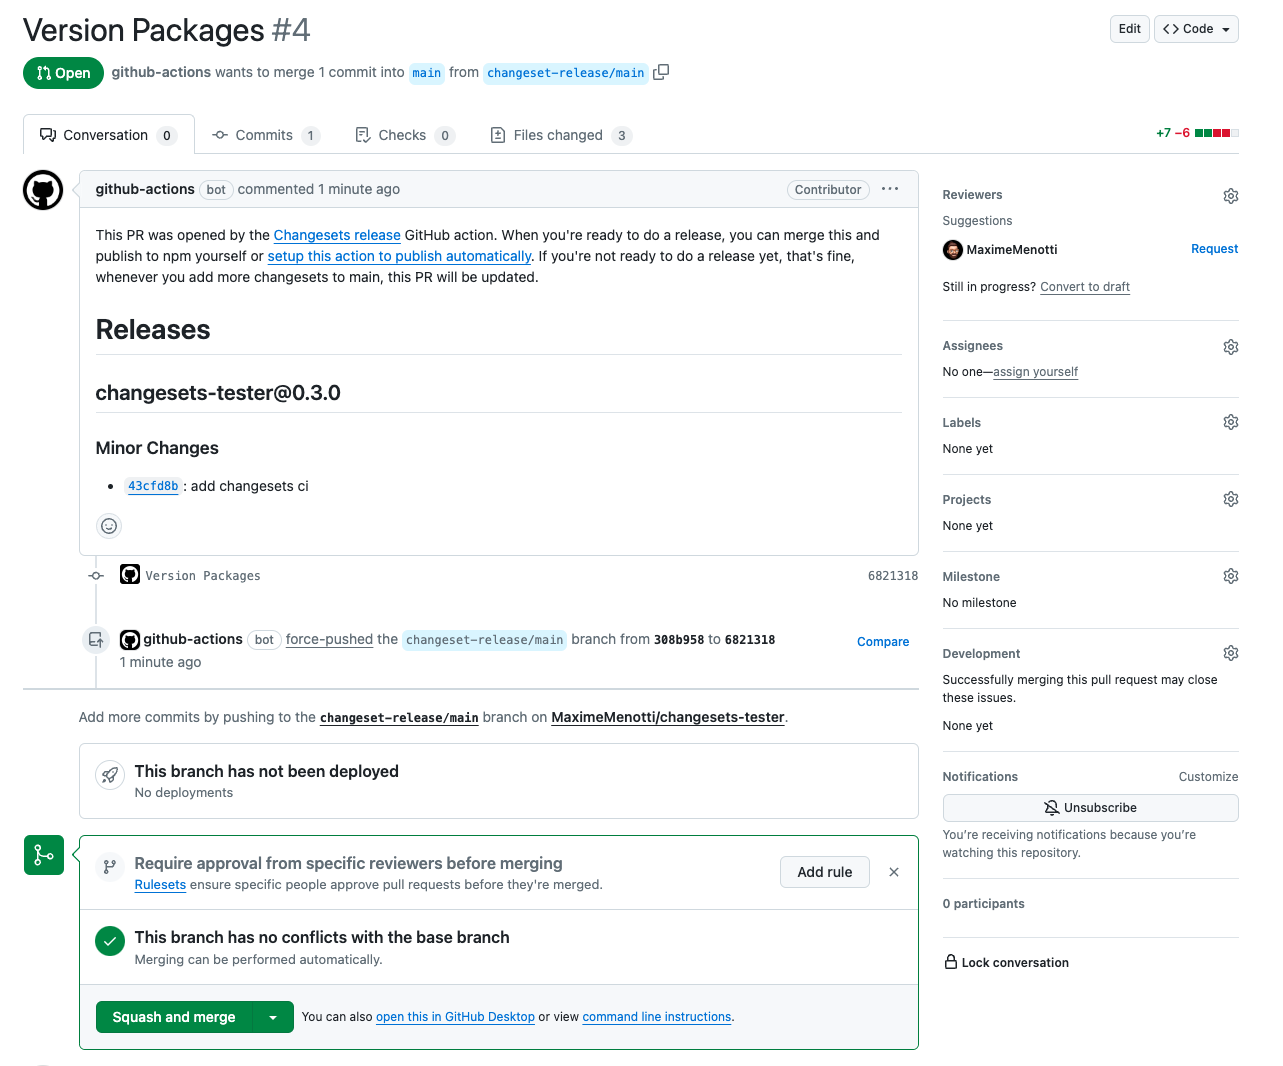 Version Packages #4
Edit
Code
Open
github-actions wants to merge 1 commit into main from changeset-release/main
Conversation 0
Commits 1
Checks 0
Files changed 3
+7 −6
github-actions bot commented 1 minute ago
Contributor
This PR was opened by the Changesets release GitHub action. When you're ready to do a release, you can merge this and
publish to npm yourself or setup this action to publish automatically. If you're not ready to do a release yet, that's fine,
whenever you add more changesets to main, this PR will be updated.
Releases
changesets-tester@0.3.0
Minor Changes
43cfd8b : add changesets ci
Version Packages
6821318
github-actions bot force-pushed the changeset-release/main branch from 308b958 to 6821318
1 minute ago
Compare
Add more commits by pushing to the changeset-release/main branch on MaximeMenotti/changesets-tester.
This branch has not been deployed
No deployments
Require approval from specific reviewers before merging
Rulesets ensure specific people approve pull requests before they're merged.
Add rule
This branch has no conflicts with the base branch
Merging can be performed automatically.
Squash and merge
You can also open this in GitHub Desktop or view command line instructions.
Reviewers
Suggestions
MaximeMenotti
Request
Still in progress? Convert to draft
Assignees
No one—assign yourself
Labels
None yet
Projects
None yet
Milestone
No milestone
Development
Successfully merging this pull request may close
these issues.
None yet
Notifications
Customize
Unsubscribe
You're receiving notifications because you're
watching this repository.
0 participants
Lock conversation